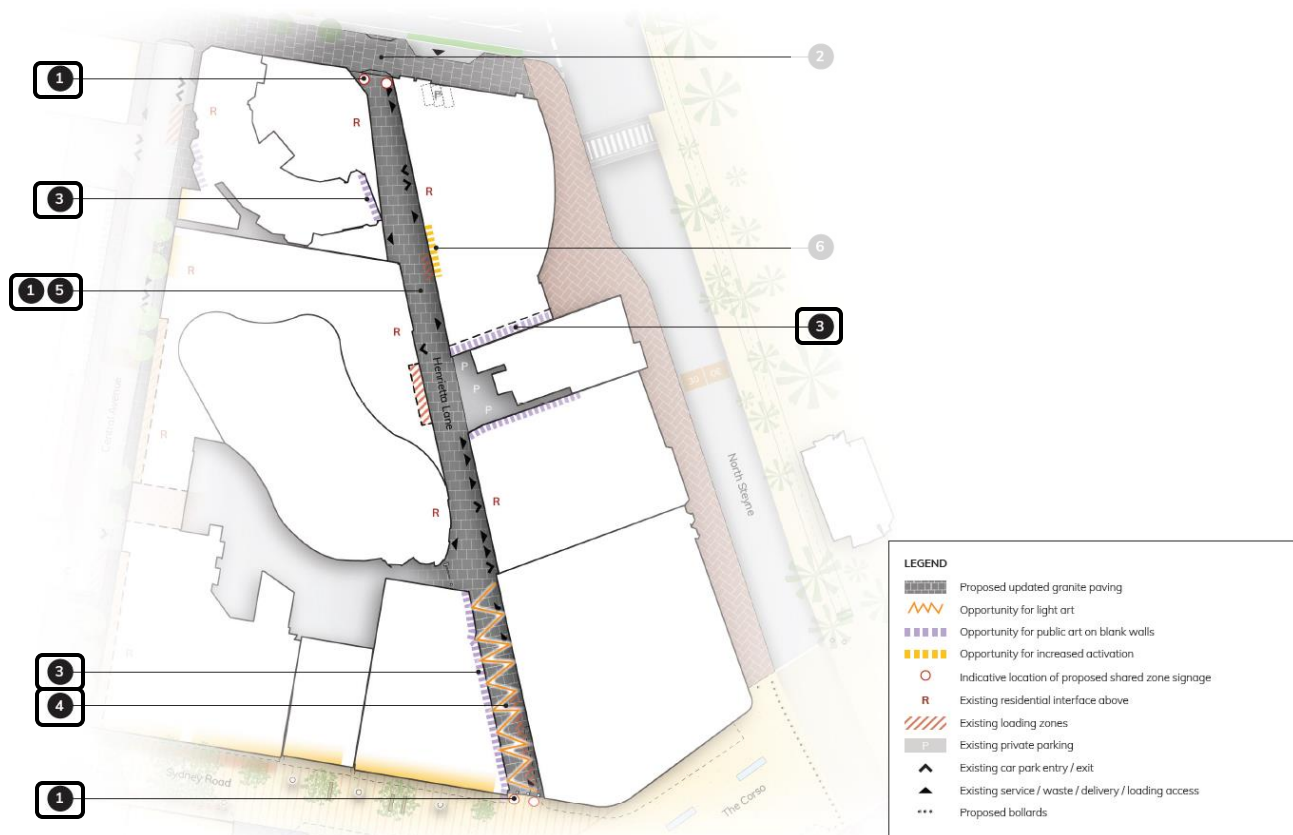 2
1
P
R
R
3
R
1 5
6
R
R
3
Central Avenue
Henrietta Lane
P
P
P
R
R
R
North Steyne
R
3
4
Sydney Road
The Corso
1
LEGEND
Proposed updated granite paving
Opportunity for light art
Opportunity for public art on blank walls
Opportunity for increased activation
Indicative location of proposed shared zone signage
R Existing residential interface above
Existing loading zones
P Existing private parking
Existing car park entry / exit
Existing service / waste / delivery / loading access
Proposed bollards